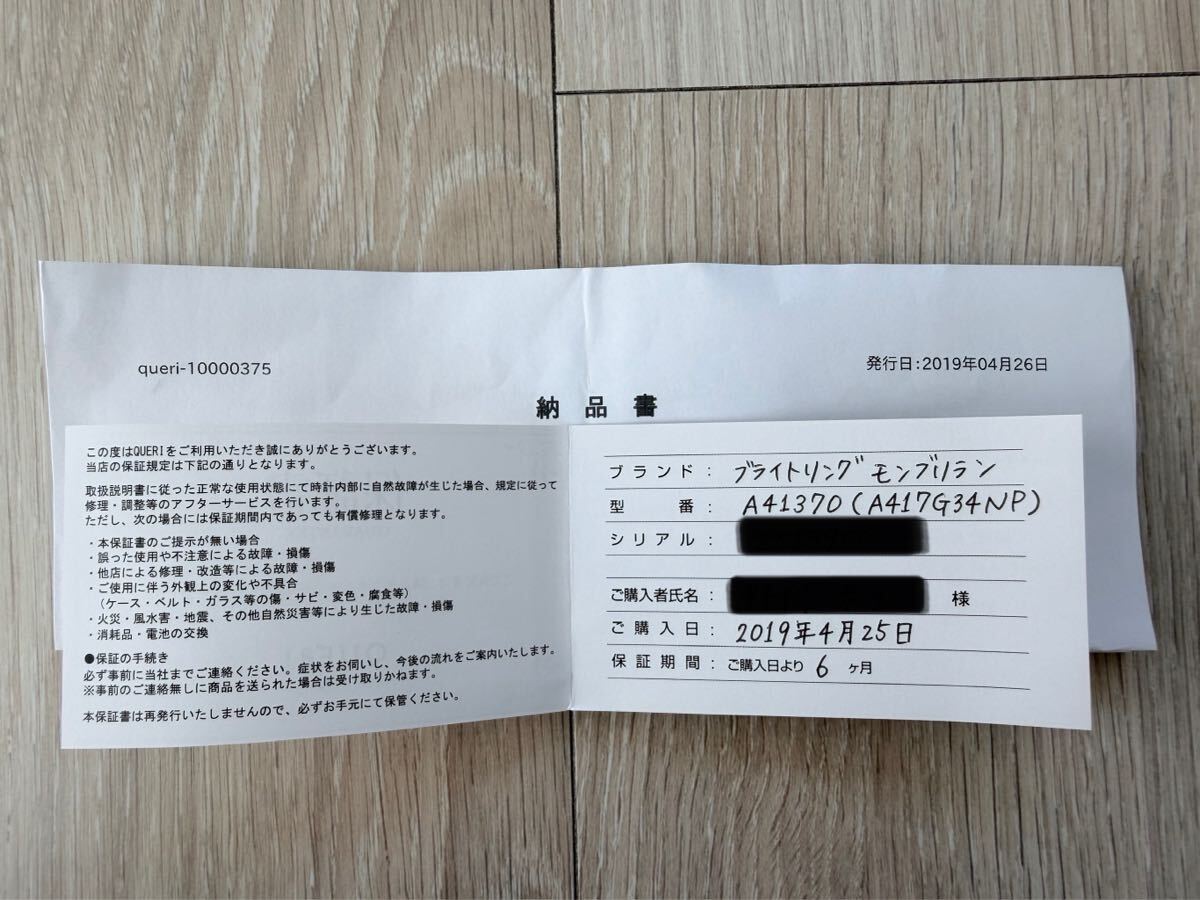 queri-10000375
発行日:2019年04月26日
納品書
この度はQUERIをご利用いただき誠にありがとうございます。
当店の保証規定は下記の通りとなります。
取扱説明書に従った正常な使用状態にて時計内部に自然故障が生じた場合、規定に従って
修理・調整等のアフターサービスを行います。
ただし、次の場合には保証期間内であっても有償修理となります。
・本保証書のご提示が無い場合
・誤った使用や不注意による故障・損傷
・他店による修理・改造等による故障・損傷
・ご使用に伴う外観上の変化や不具合
（ケース・ベルト・ガラス等の傷・サビ・変色・腐食等）
・火災・風水害・地震、その他自然災害等により生じた故障・損傷
・消耗品・電池の交換
●保証の手続き
必ず事前に当社までご連絡ください。症状をお伺いし、今後の流れをご案内いたします。
※事前のご連絡無しに商品を送られた場合は受け取りかねます。
本保証書は再発行いたしませんので、必ずお手元にて保管ください。
ブランド: ブライトリング モンブリラン
型番: A41370(A417G34NP)
シリアル:
ご購入者氏名: 様
ご購入日: 2019年4月25日
保証期間: ご購入日より 6 ヶ月